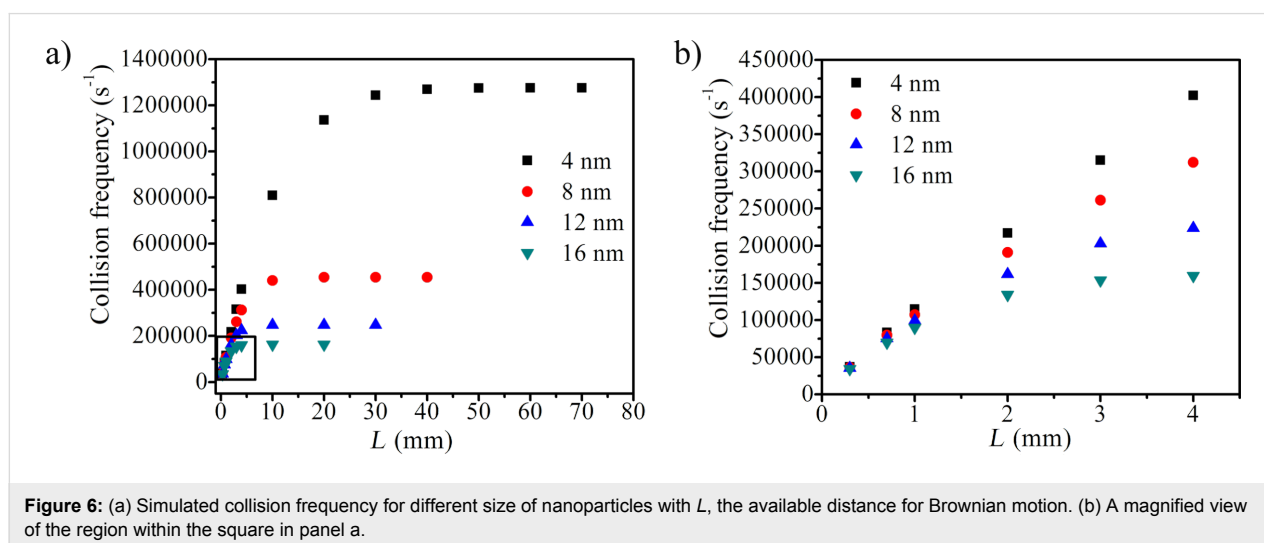 a)
Collision frequency (s⁻¹)
1400000
1200000
1000000
800000
600000
400000
200000
0
4 nm
8 nm
12 nm
16 nm
0 10 20 30 40 50 60 70 80
L (mm)
b)
Collision frequency (s⁻¹)
450000
400000
350000
300000
250000
200000
150000
100000
50000
0
4 nm
8 nm
12 nm
16 nm
0 1 2 3 4
L (mm)
Figure 6: (a) Simulated collision frequency for different size of nanoparticles with L, the available distance for Brownian motion. (b) A magnified view
of the region within the square in panel a.